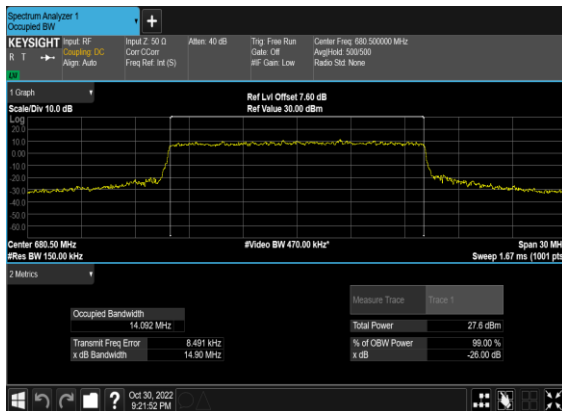 Spectrum Analyzer 1
Occupied BW
KEYSIGHT
R T
Input: RF
Coupling: DC
Align: Auto
Input Z: 50 Ω
Corr CCorr
Freq Ref: Int (S)
Atten: 40 dB
Trig: Free Run
Gate: Off
#IF Gain: Low
Center Freq: 680.500000 MHz
Avg|Hold: 500/500
Radio Std: None
1 Graph
Scale/Div 10.0 dB
Ref Lvl Offset 7.60 dB
Ref Value 30.00 dBm
Log
20.0
10.0
0.00
-10.0
-20.0
-30.0
-40.0
-50.0
-60.0
Center 680.50 MHz
#Res BW 150.00 kHz
#Video BW 470.00 kHz*
Span 30 MH
Sweep 1.67 ms (1001 pts
2 Metrics
Measure Trace
Trace 1
Occupied Bandwidth
14.092 MHz
Total Power
27.6 dBm
Transmit Freq Error
8.491 kHz
% of OBW Power
99.00 %
x dB Bandwidth
14.90 MHz
x dB
-26.00 dB
?
Oct 30, 2022
9:21:52 PM